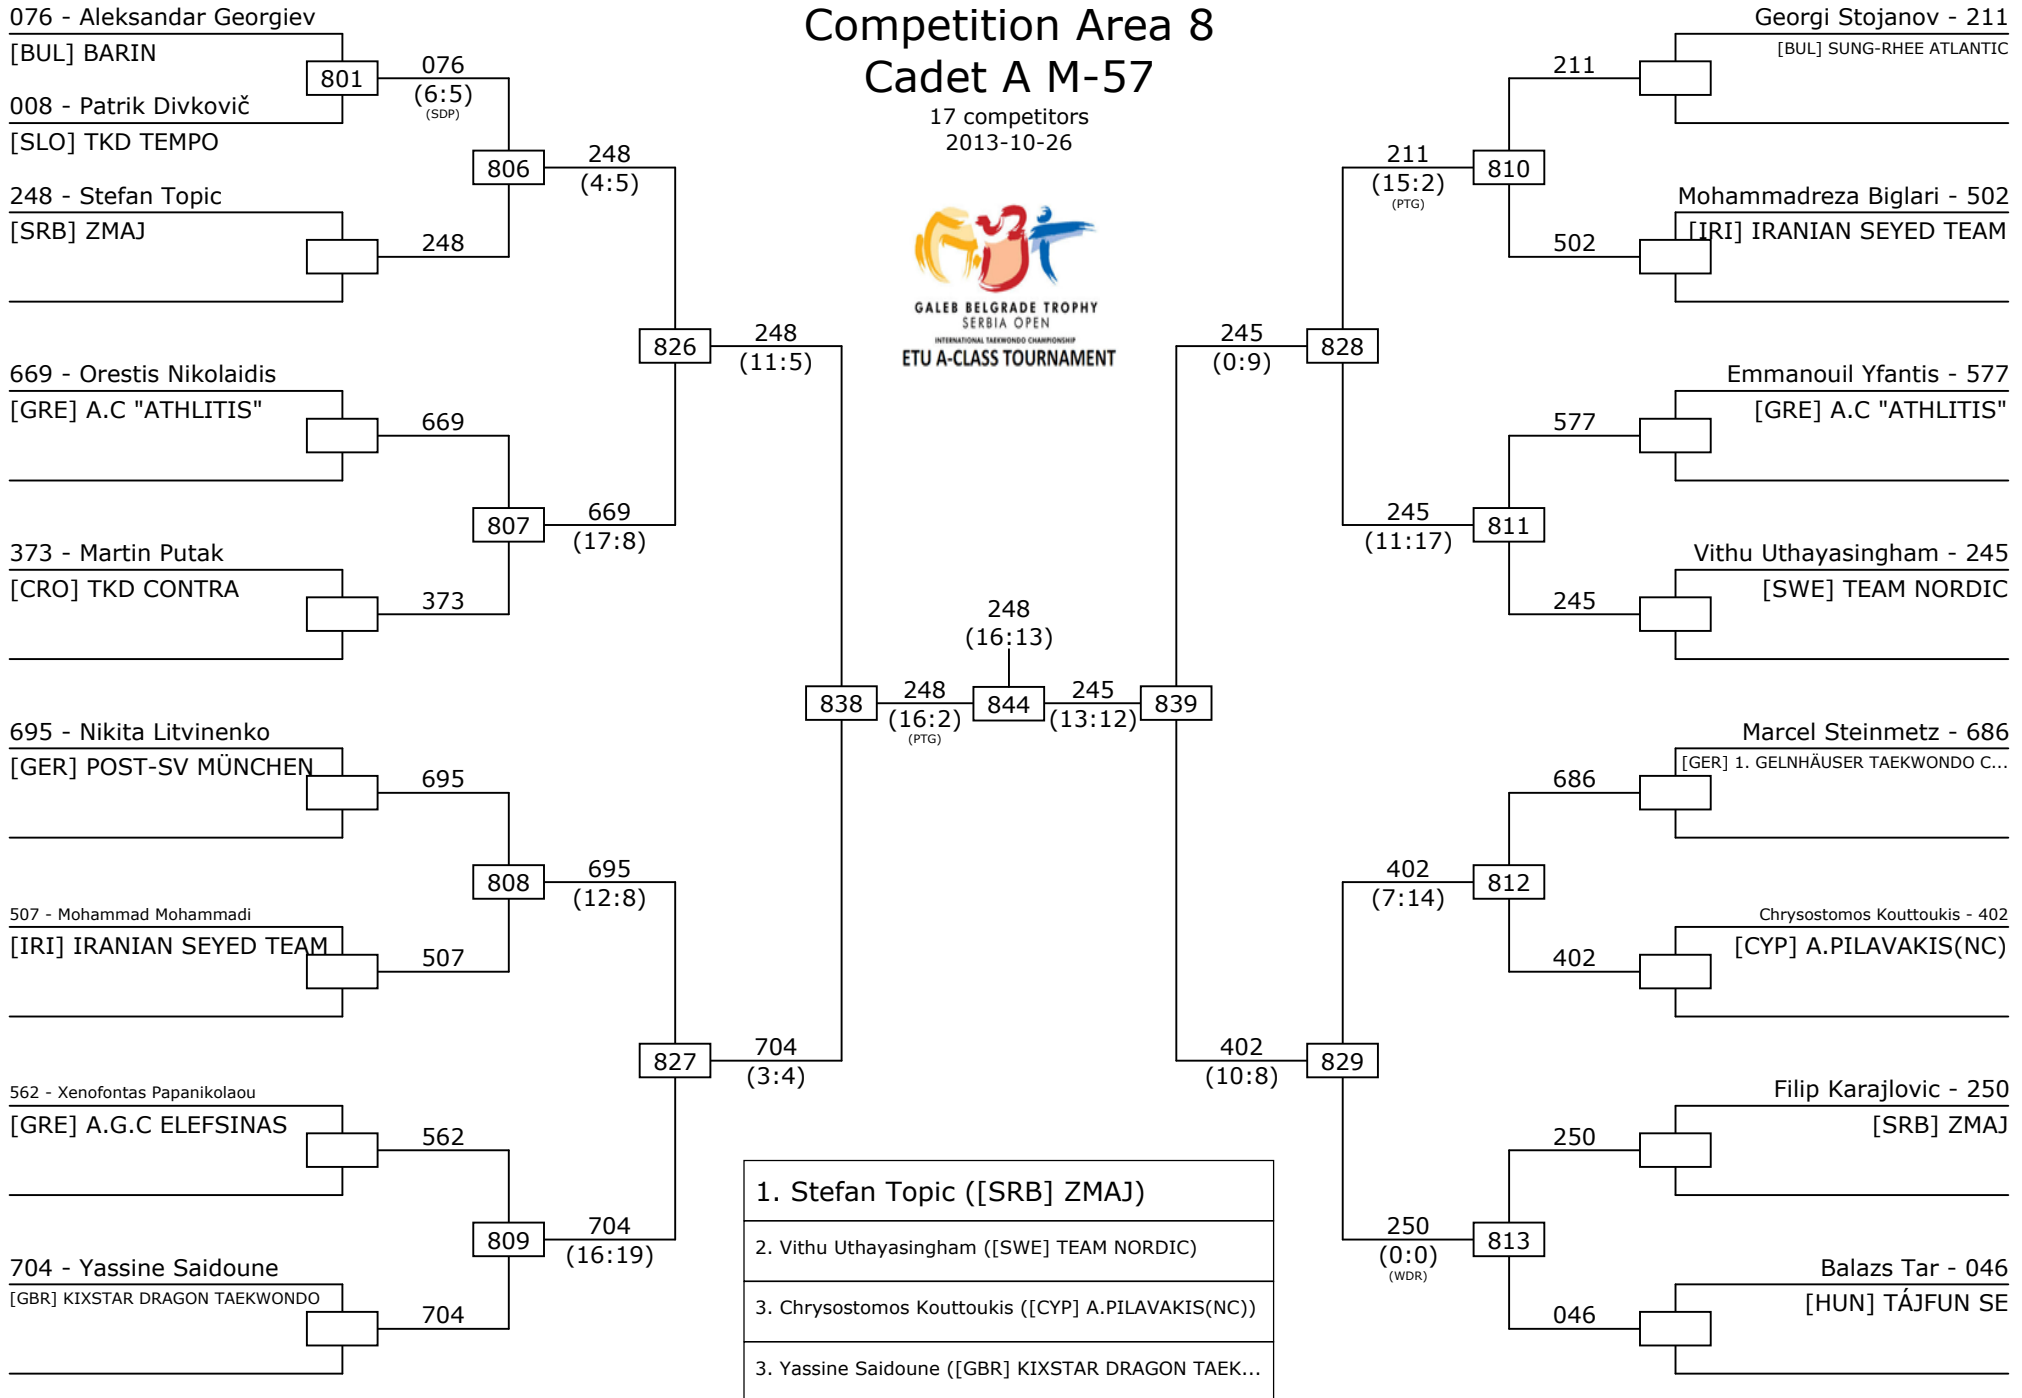 Competition Area 8
Cadet A M-57
17 competitors
2013-10-26
GALEB BELGRADE TROPHY
SERBIA OPEN
INTERNATIONAL TAEKWONDO CHAMPIONSHIP
ETU A-CLASS TOURNAMENT
076 - Aleksandar Georgiev
[BUL] BARIN
008 - Patrik Divkovič
[SLO] TKD TEMPO
248 - Stefan Topic
[SRB] ZMAJ
669 - Orestis Nikolaidis
[GRE] A.C "ATHLITIS"
373 - Martin Putak
[CRO] TKD CONTRA
695 - Nikita Litvinenko
[GER] POST-SV MÜNCHEN
507 - Mohammad Mohammadi
[IRI] IRANIAN SEYED TEAM
562 - Xenofontas Papanikolaou
[GRE] A.G.C ELEFSINAS
704 - Yassine Saidoune
[GBR] KIXSTAR DRAGON TAEKWONDO
801
076
(6:5)
(SDP)
248
669
373
695
507
562
704
806
248
(4:5)
807
669
(17:8)
808
695
(12:8)
809
704
(16:19)
826
248
(11:5)
827
704
(3:4)
838
248
(16:2)
(PTG)
248
(16:13)
844
245
(13:12)
839
245
(0:9)
828
402
(10:8)
829
211
(15:2)
(PTG)
810
245
(11:17)
811
402
(7:14)
812
250
(0:0)
(WDR)
813
211
502
577
245
686
402
250
046
Georgi Stojanov - 211
[BUL] SUNG-RHEE ATLANTIC
Mohammadreza Biglari - 502
[IRI] IRANIAN SEYED TEAM
Emmanouil Yfantis - 577
[GRE] A.C "ATHLITIS"
Vithu Uthayasingham - 245
[SWE] TEAM NORDIC
Marcel Steinmetz - 686
[GER] 1. GELNHÄUSER TAEKWONDO C...
Chrysostomos Kouttoukis - 402
[CYP] A.PILAVAKIS(NC)
Filip Karajlovic - 250
[SRB] ZMAJ
Balazs Tar - 046
[HUN] TÁJFUN SE
1. Stefan Topic ([SRB] ZMAJ)
2. Vithu Uthayasingham ([SWE] TEAM NORDIC)
3. Chrysostomos Kouttoukis ([CYP] A.PILAVAKIS(NC))
3. Yassine Saidoune ([GBR] KIXSTAR DRAGON TAEK...